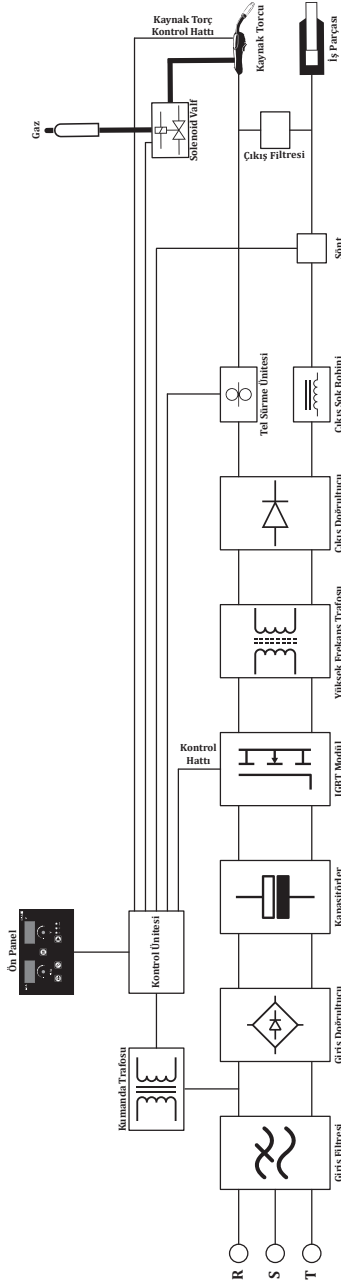 Kaynak Torç
Kontrol Hattı
Gaz
Solenoid Valf
Kaynak Torcu
İş Parçası
Çıkış Filtresi
Şönt
Tel Sürme Ünitesi
Çıkış Şok Bobini
Çıkış Doğrultucu
Yüksek Frekans Trafosu
Kontrol
Hattı
IGBT Modül
Ön Panel
Kontrol Ünitesi
Kapasitörler
Kumanda Trafosu
Giriş Doğrultucu
Giriş Filtresi
R
S
T